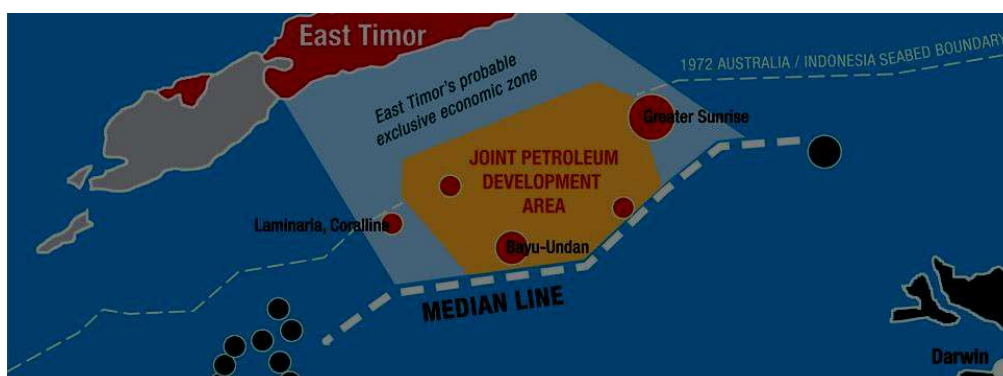 East Timor
1972 AUSTRALIA / INDONESIA SEABED BOUNDARY
East Timor's probable
exclusive economic zone
Greater Sunrise
JOINT PETROLEUM
DEVELOPMENT
AREA
Laminaria, Corallina
Bayu-Undan
MEDIAN LINE
Darwin